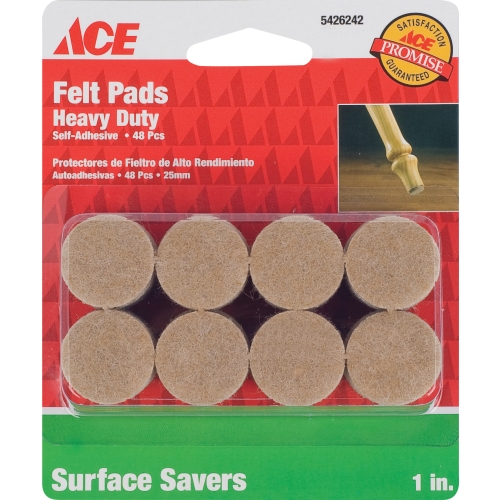 ACE
5426242
SATISFACTION
ACE
PROMISE
GUARANTEED
Felt Pads
Heavy Duty
Self-Adhesive • 48 Pcs
Protectores de Fieltro de Alto Rendimiento
Autoadhesivas • 48 Pcs • 25mm
Surface Savers
1 in.